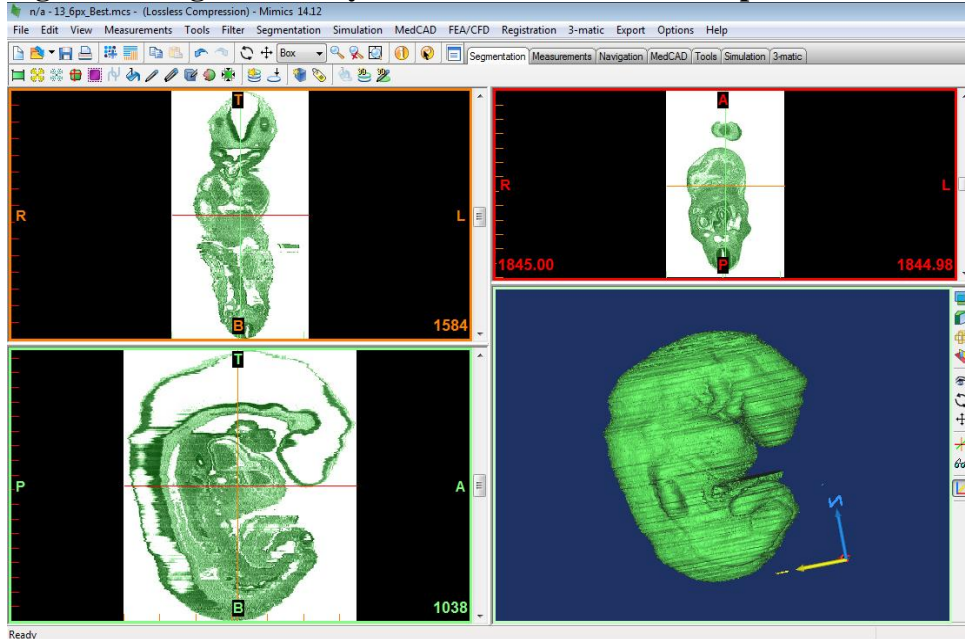 n/a - 13_6px_Best.mcs - (Lossless Compression) - Mimics 14.12
File Edit View Measurements Tools Filter Segmentation Simulation MedCAD FEA/CFD Registration 3-matic Export Options Help
Box
Segmentation Measurements Navigation MedCAD Tools Simulation 3-matic
T
R
L
B
1584
A
R
L
P
1845.00
1844.98
T
P
A
B
1038
Ready